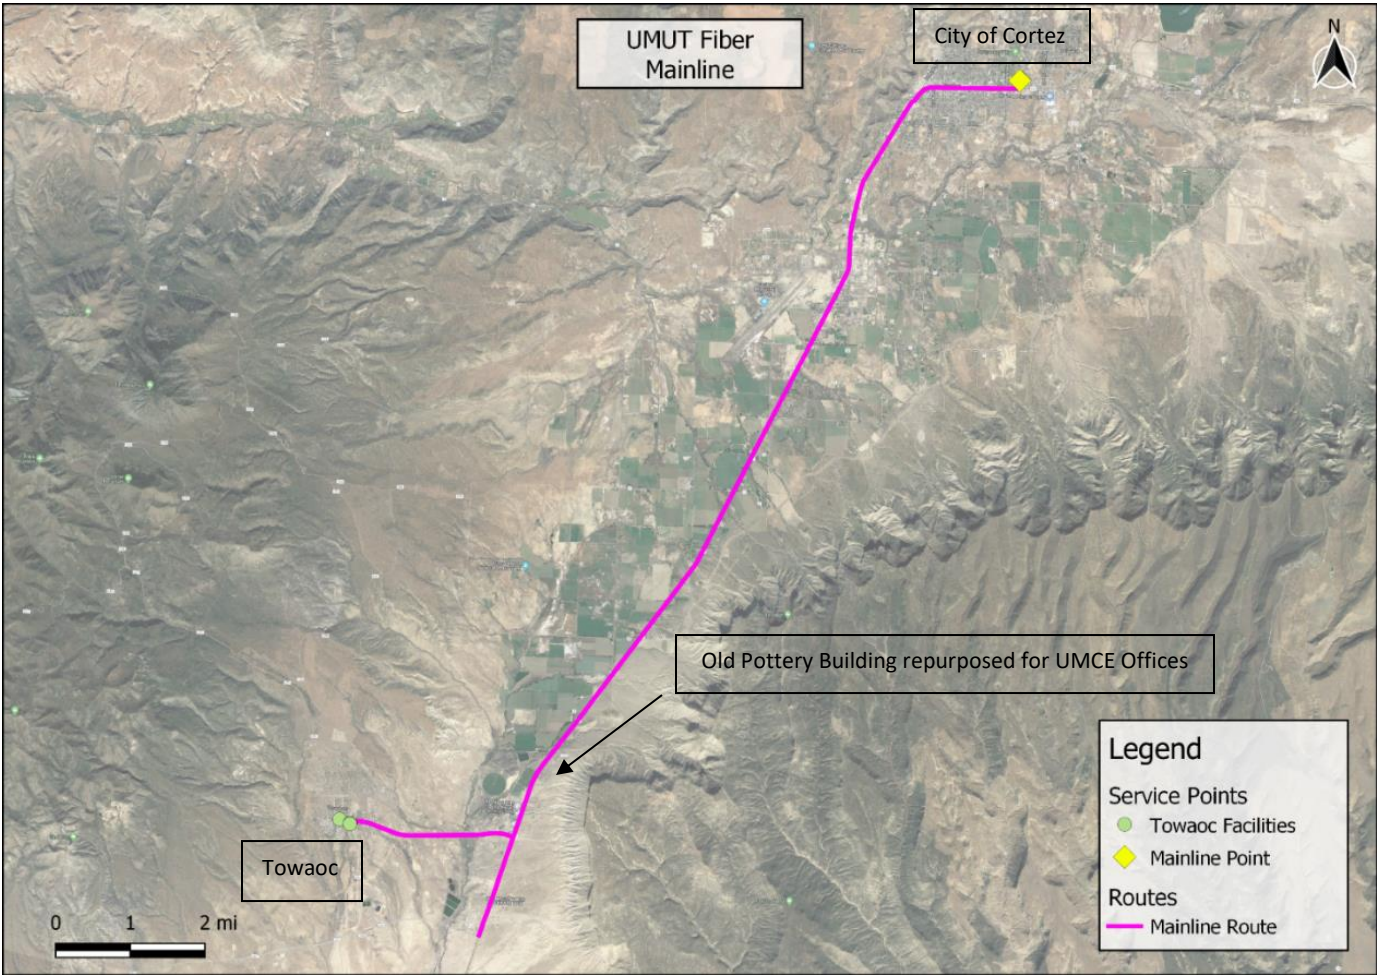 UMUT Fiber
Mainline
City of Cortez
N
Old Pottery Building repurposed for UMCE Offices
Towaoc
0 1 2 mi
Legend
Service Points
Towaoc Facilities
Mainline Point
Routes
Mainline Route